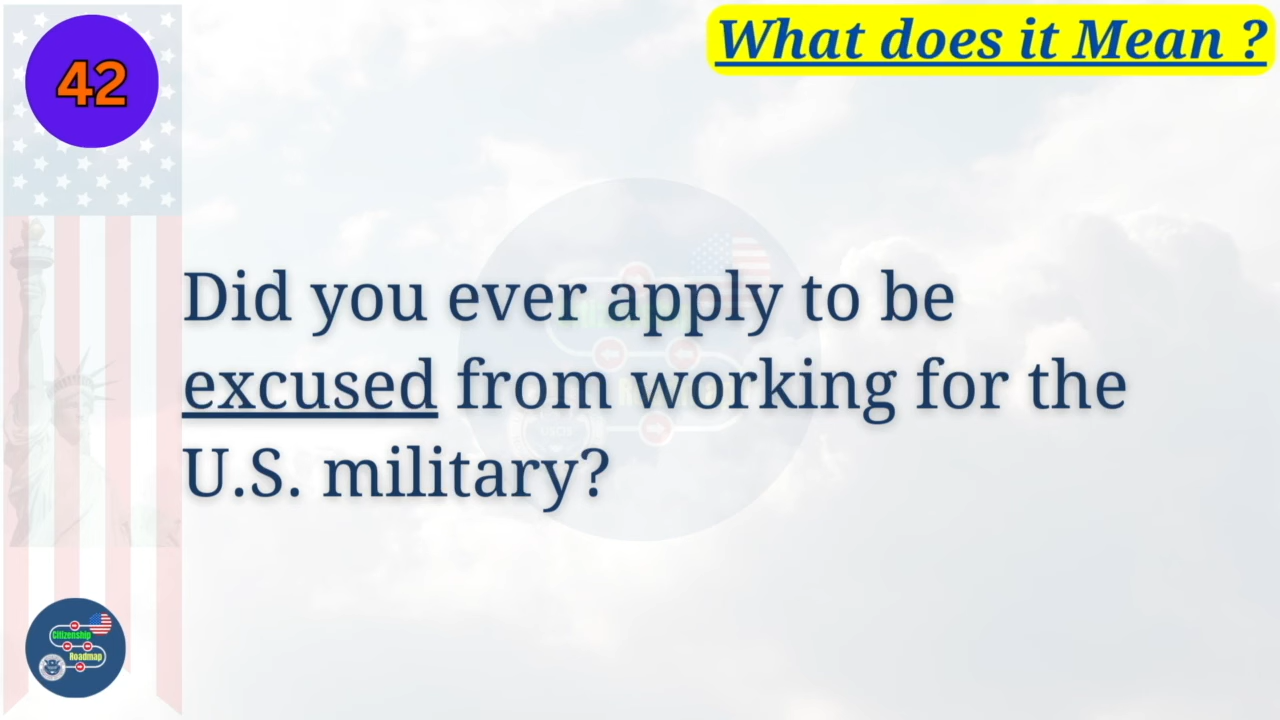 42
What does it Mean ?
Did you ever apply to be
excused from working for the
U.S. military?
Citizenship
Roadmap